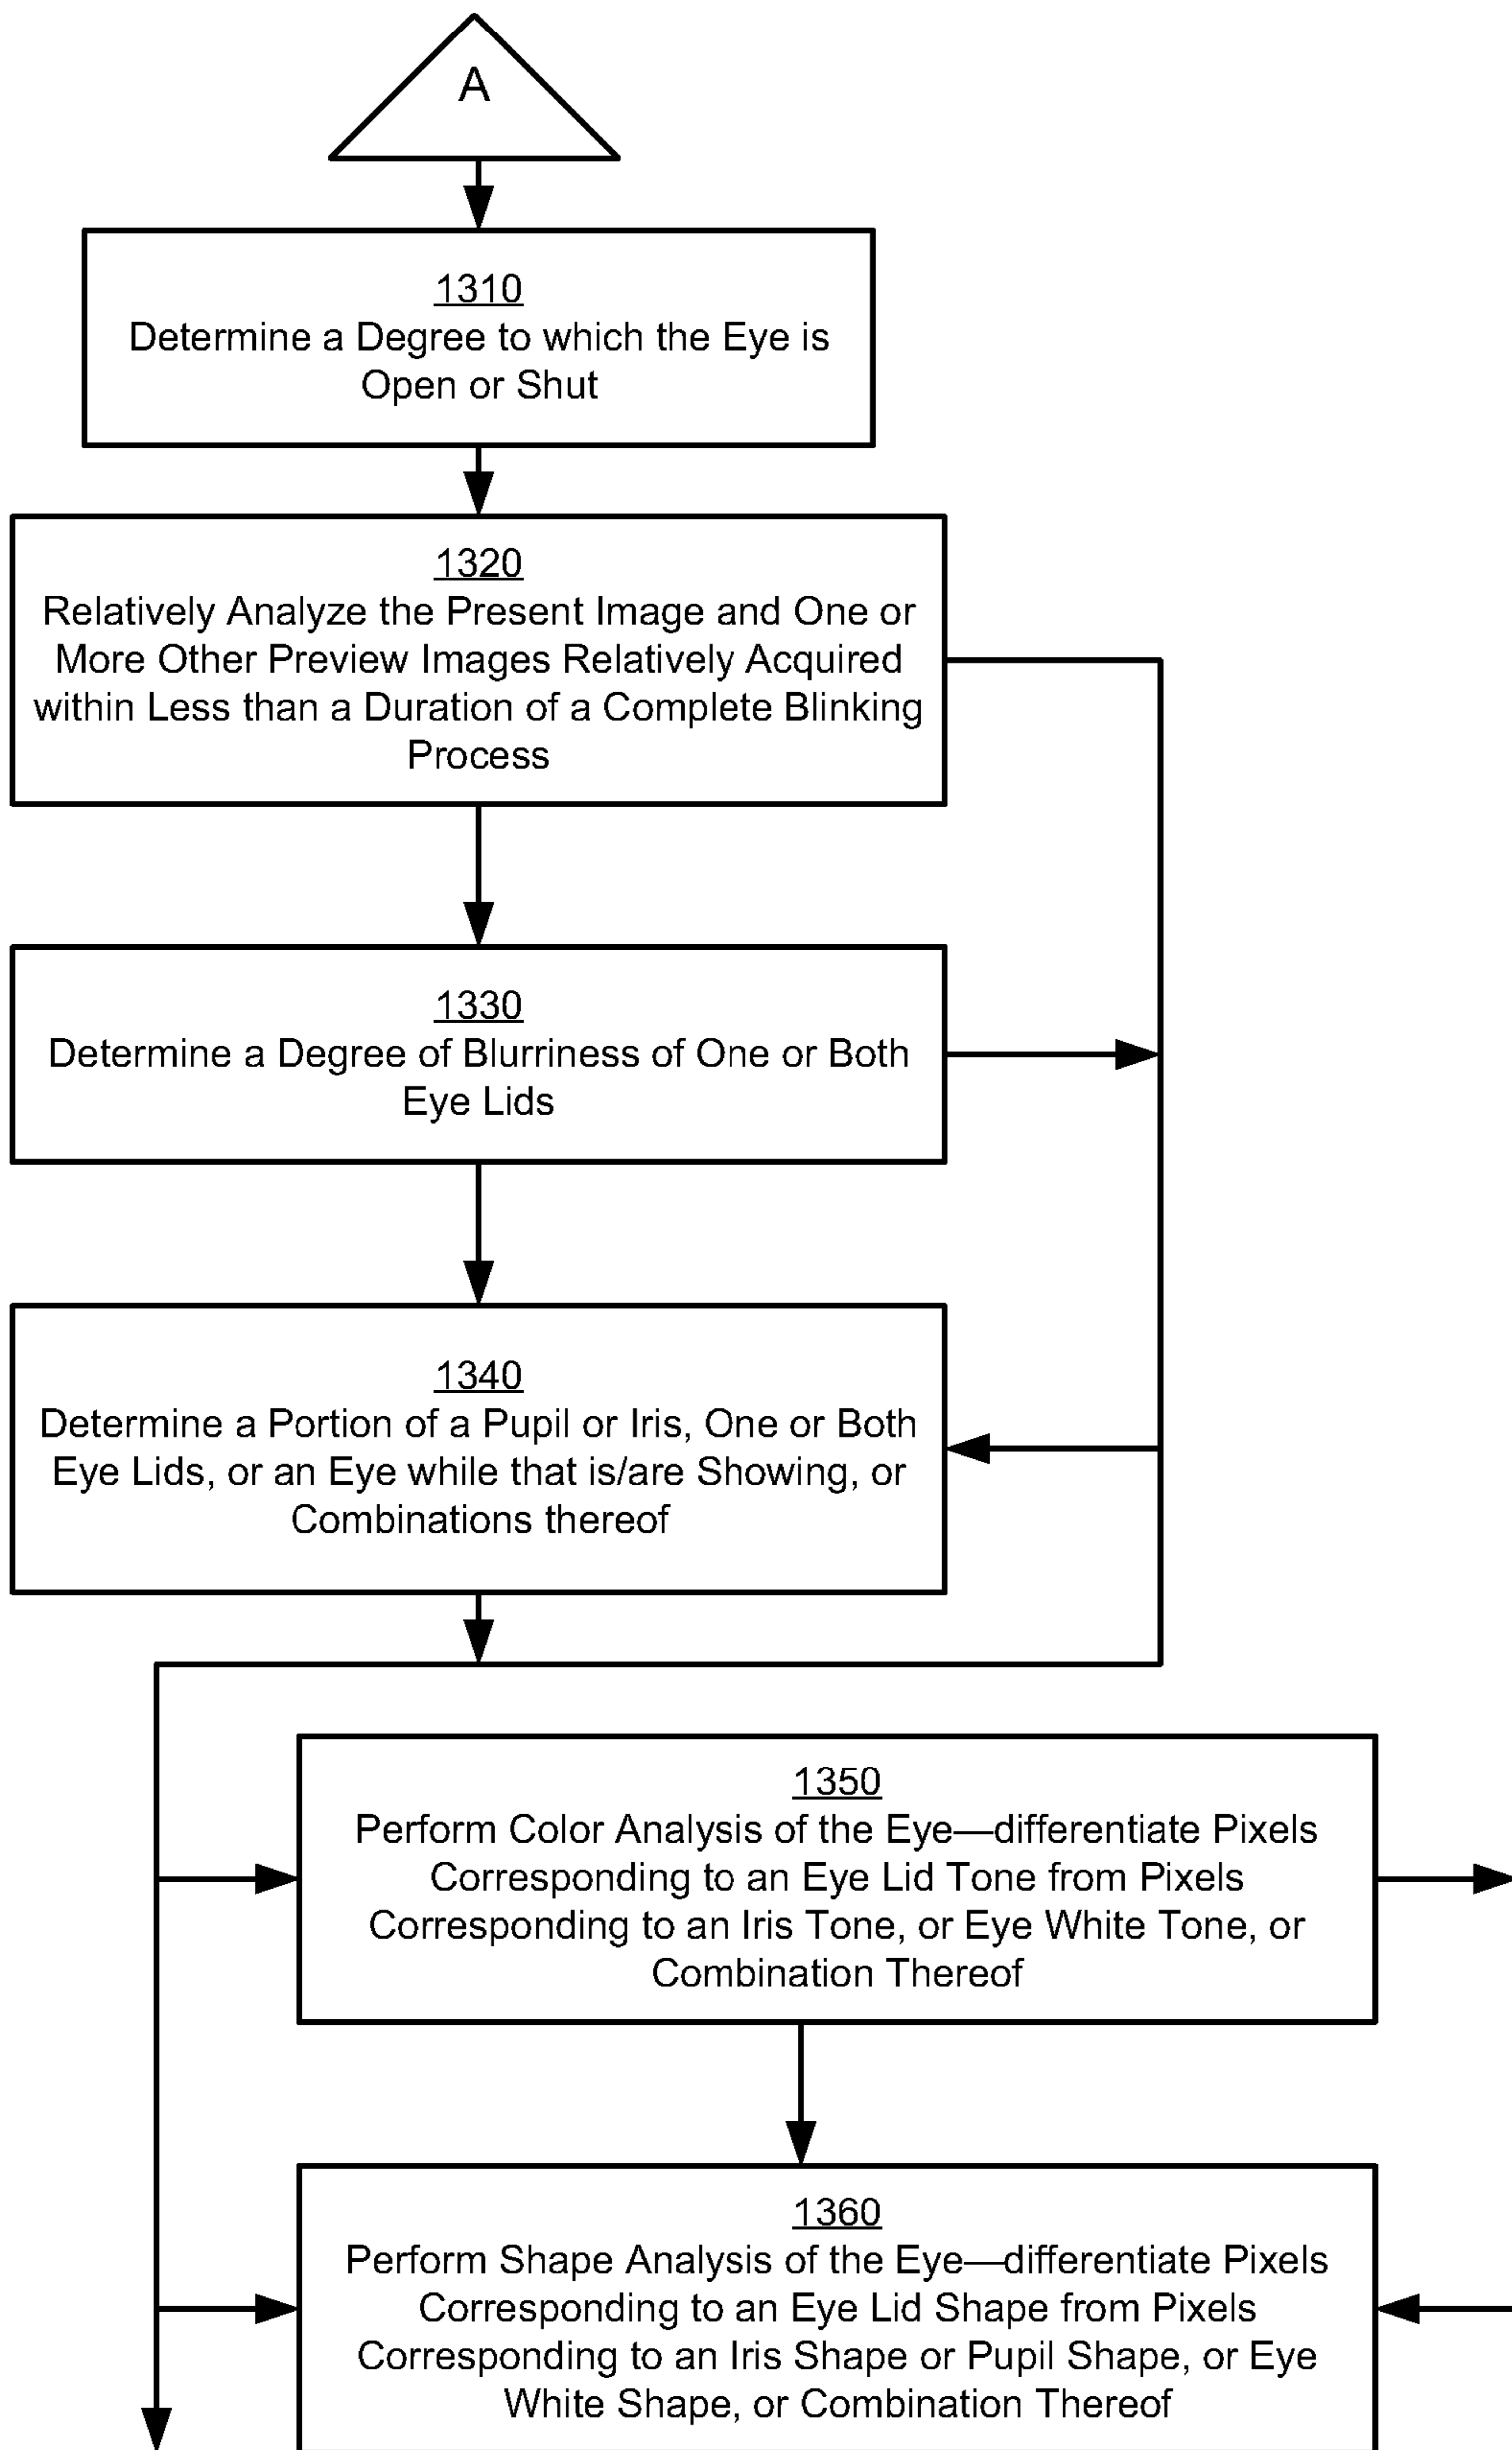 A
1310
Determine a Degree to which the Eye is
Open or Shut
1320
Relatively Analyze the Present Image and One or
More Other Preview Images Relatively Acquired
within Less than a Duration of a Complete Blinking
Process
1330
Determine a Degree of Blurriness of One or Both
Eye Lids
1340
Determine a Portion of a Pupil or Iris, One or Both
Eye Lids, or an Eye while that is/are Showing, or
Combinations thereof
1350
Perform Color Analysis of the Eye—differentiate Pixels
Corresponding to an Eye Lid Tone from Pixels
Corresponding to an Iris Tone, or Eye White Tone, or
Combination Thereof
1360
Perform Shape Analysis of the Eye—differentiate Pixels
Corresponding to an Eye Lid Shape from Pixels
Corresponding to an Iris Shape or Pupil Shape, or Eye
White Shape, or Combination Thereof